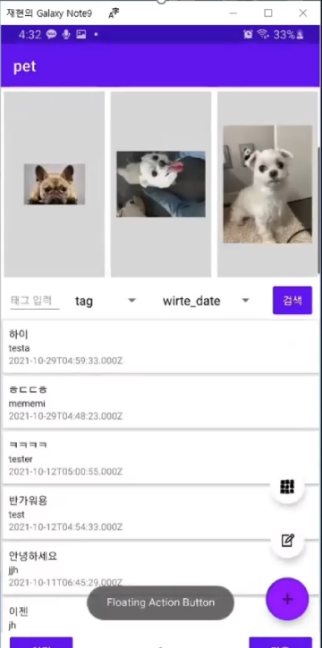 재현의 Galaxy Note9
4:32
33%
pet
태그 입력 tag wirte_date 검색
하이
testa
2021-10-29T04:59:33.000Z
ㅎㄷㄷㅎ
mememi
2021-10-29T04:48:23.000Z
ㅋㅋㅋㅋ
tester
2021-10-12T05:00:55.000Z
반가워용
test
2021-10-12T04:54:33.000Z
안녕하세요
jjh
2021-10-11T06:45:29.000Z
이젠
jh
Floating Action Button